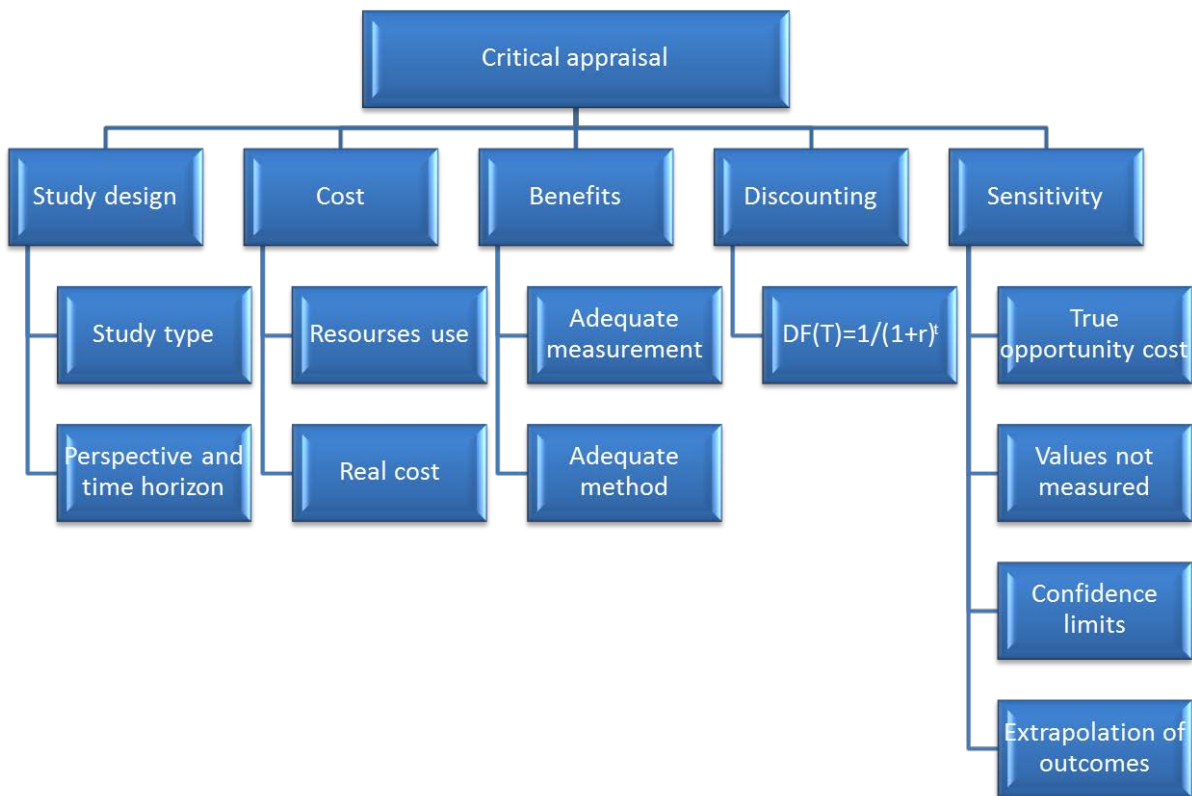 Critical appraisal
Study design
Cost
Benefits
Discounting
Sensitivity
Study type
Resourses use
Adequate
measurement
DF(T)=1/(1+r)ᵗ
True
opportunity cost
Perspective and
time horizon
Real cost
Adequate
method
Values not
measured
Confidence
limits
Extrapolation of
outcomes